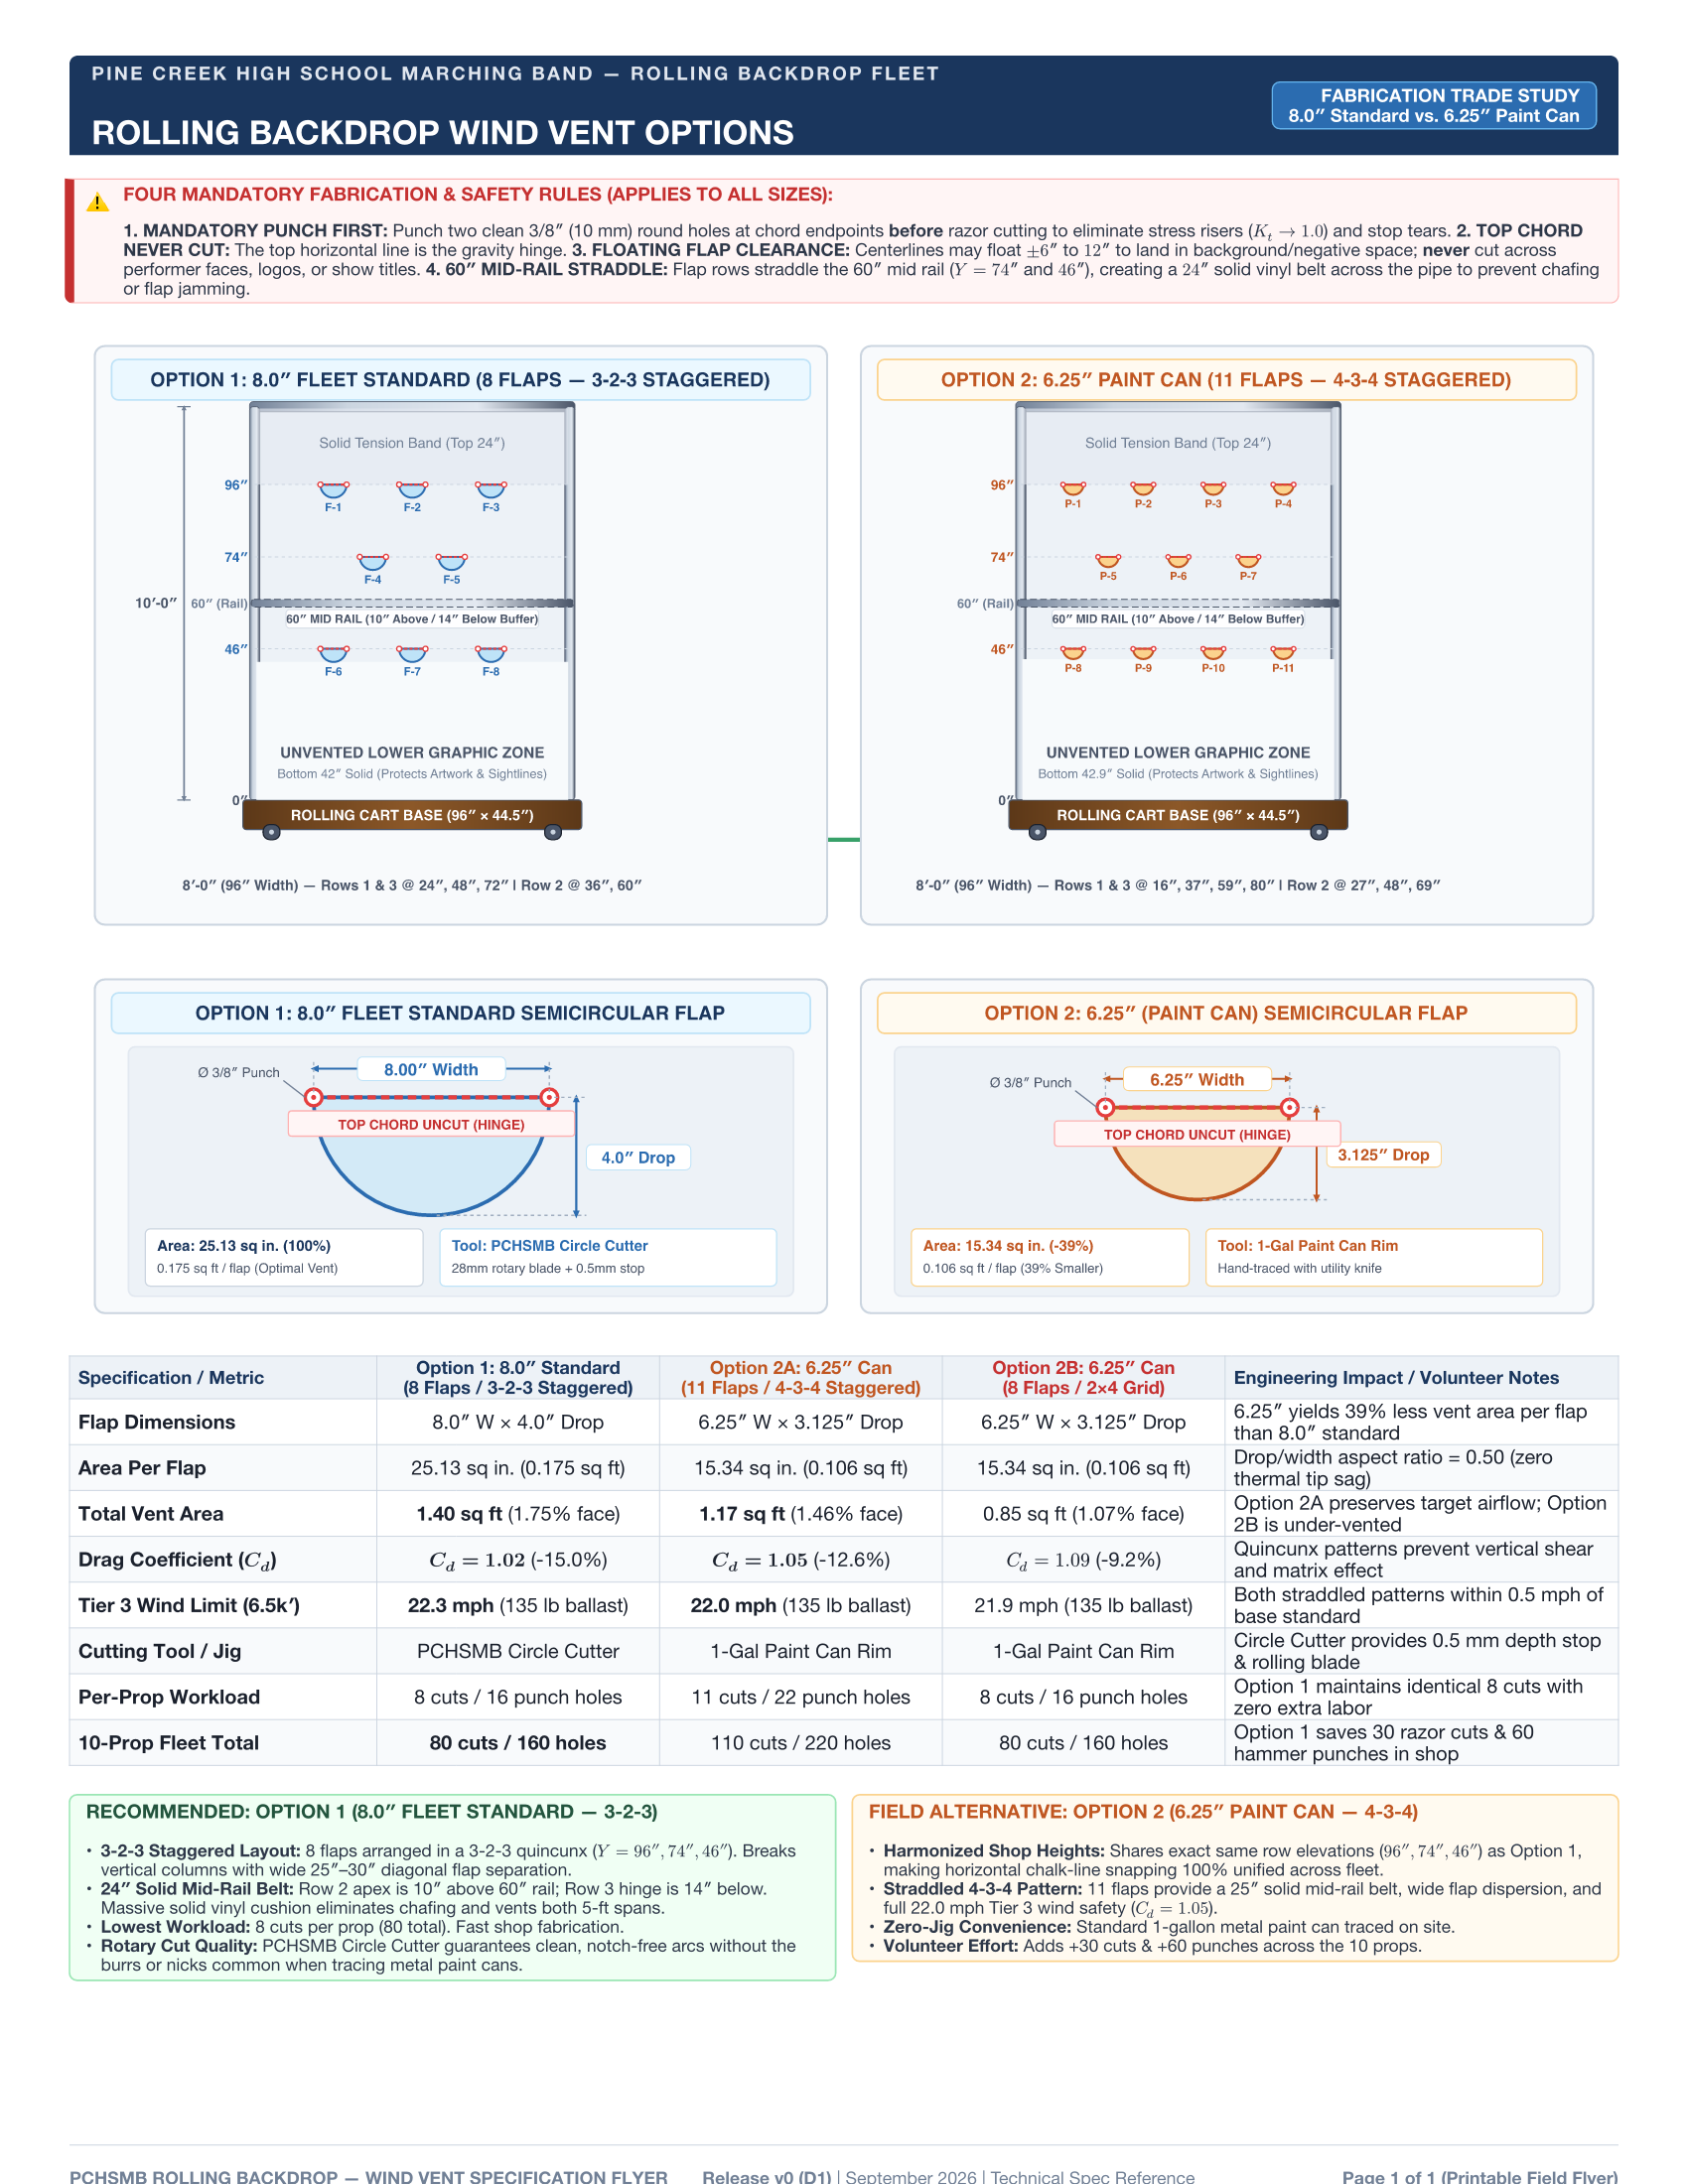 PINE CREEK HIGH SCHOOL MARCHING BAND — ROLLING BACKDROP FLEET
ROLLING BACKDROP WIND VENT OPTIONS
FABRICATION TRADE STUDY
8.0″ Standard vs. 6.25″ Paint Can
FOUR MANDATORY FABRICATION & SAFETY RULES (APPLIES TO ALL SIZES):
1. MANDATORY PUNCH FIRST: Punch two clean 3/8″ (10 mm) round holes at chord endpoints before razor cutting to eliminate stress risers (K_t → 1.0) and stop tears. 2. TOP CHORD
NEVER CUT: The top horizontal line is the gravity hinge. 3. FLOATING FLAP CLEARANCE: Centerlines may float ±6″ to 12″ to land in background/negative space; never cut across
performer faces, logos, or show titles. 4. 60″ MID-RAIL STRADDLE: Flap rows straddle the 60″ mid rail (Y = 74″ and 46″), creating a 24″ solid vinyl belt across the pipe to prevent chafing
or flap jamming.
OPTION 1: 8.0″ FLEET STANDARD (8 FLAPS — 3-2-3 STAGGERED)
Solid Tension Band (Top 24″)
96″
F-1 F-2 F-3
74″
F-4 F-5
10′-0″
60″ (Rail)
60″ MID RAIL (10″ Above / 14″ Below Buffer)
46″
F-6 F-7 F-8
UNVENTED LOWER GRAPHIC ZONE
Bottom 42″ Solid (Protects Artwork & Sightlines)
0″
ROLLING CART BASE (96″ × 44.5″)
8′-0″ (96″ Width) — Rows 1 & 3 @ 24″, 48″, 72″ | Row 2 @ 36″, 60″
OPTION 2: 6.25″ PAINT CAN (11 FLAPS — 4-3-4 STAGGERED)
Solid Tension Band (Top 24″)
96″
P-1 P-2 P-3 P-4
74″
P-5 P-6 P-7
60″ (Rail)
60″ MID RAIL (10″ Above / 14″ Below Buffer)
46″
P-8 P-9 P-10 P-11
UNVENTED LOWER GRAPHIC ZONE
Bottom 42.9″ Solid (Protects Artwork & Sightlines)
0″
ROLLING CART BASE (96″ × 44.5″)
8′-0″ (96″ Width) — Rows 1 & 3 @ 16″, 37″, 59″, 80″ | Row 2 @ 27″, 48″, 69″
OPTION 1: 8.0″ FLEET STANDARD SEMICIRCULAR FLAP
Ø 3/8″ Punch
8.00″ Width
TOP CHORD UNCUT (HINGE)
4.0″ Drop
Area: 25.13 sq in. (100%)
0.175 sq ft / flap (Optimal Vent)
Tool: PCHSMB Circle Cutter
28mm rotary blade + 0.5mm stop
OPTION 2: 6.25″ (PAINT CAN) SEMICIRCULAR FLAP
Ø 3/8″ Punch
6.25″ Width
TOP CHORD UNCUT (HINGE)
3.125″ Drop
Area: 15.34 sq in. (-39%)
0.106 sq ft / flap (39% Smaller)
Tool: 1-Gal Paint Can Rim
Hand-traced with utility knife
Specification / Metric
Option 1: 8.0″ Standard
(8 Flaps / 3-2-3 Staggered)
Option 2A: 6.25″ Can
(11 Flaps / 4-3-4 Staggered)
Option 2B: 6.25″ Can
(8 Flaps / 2×4 Grid)
Engineering Impact / Volunteer Notes
Flap Dimensions
8.0″ W × 4.0″ Drop
6.25″ W × 3.125″ Drop
6.25″ W × 3.125″ Drop
6.25″ yields 39% less vent area per flap
than 8.0″ standard
Area Per Flap
25.13 sq in. (0.175 sq ft)
15.34 sq in. (0.106 sq ft)
15.34 sq in. (0.106 sq ft)
Drop/width aspect ratio = 0.50 (zero
thermal tip sag)
Total Vent Area
1.40 sq ft (1.75% face)
1.17 sq ft (1.46% face)
0.85 sq ft (1.07% face)
Option 2A preserves target airflow; Option
2B is under-vented
Drag Coefficient (C_d)
C_d = 1.02 (-15.0%)
C_d = 1.05 (-12.6%)
C_d = 1.09 (-9.2%)
Quincunx patterns prevent vertical shear
and matrix effect
Tier 3 Wind Limit (6.5k′)
22.3 mph (135 lb ballast)
22.0 mph (135 lb ballast)
21.9 mph (135 lb ballast)
Both straddled patterns within 0.5 mph of
base standard
Cutting Tool / Jig
PCHSMB Circle Cutter
1-Gal Paint Can Rim
1-Gal Paint Can Rim
Circle Cutter provides 0.5 mm depth stop
& rolling blade
Per-Prop Workload
8 cuts / 16 punch holes
11 cuts / 22 punch holes
8 cuts / 16 punch holes
Option 1 maintains identical 8 cuts with
zero extra labor
10-Prop Fleet Total
80 cuts / 160 holes
110 cuts / 220 holes
80 cuts / 160 holes
Option 1 saves 30 razor cuts & 60
hammer punches in shop
RECOMMENDED: OPTION 1 (8.0″ FLEET STANDARD — 3-2-3)
• 3-2-3 Staggered Layout: 8 flaps arranged in a 3-2-3 quincunx (Y = 96″, 74″, 46″). Breaks
vertical columns with wide 25″–30″ diagonal flap separation.
• 24″ Solid Mid-Rail Belt: Row 2 apex is 10″ above 60″ rail; Row 3 hinge is 14″ below.
Massive solid vinyl cushion eliminates chafing and vents both 5-ft spans.
• Lowest Workload: 8 cuts per prop (80 total). Fast shop fabrication.
• Rotary Cut Quality: PCHSMB Circle Cutter guarantees clean, notch-free arcs without the
burrs or nicks common when tracing metal paint cans.
FIELD ALTERNATIVE: OPTION 2 (6.25″ PAINT CAN — 4-3-4)
• Harmonized Shop Heights: Shares exact same row elevations (96″, 74″, 46″) as Option 1,
making horizontal chalk-line snapping 100% unified across fleet.
• Straddled 4-3-4 Pattern: 11 flaps provide a 25″ solid mid-rail belt, wide flap dispersion, and
full 22.0 mph Tier 3 wind safety (C_d = 1.05).
• Zero-Jig Convenience: Standard 1-gallon metal paint can traced on site.
• Volunteer Effort: Adds +30 cuts & +60 punches across the 10 props.
PCHSMB ROLLING BACKDROP — WIND VENT SPECIFICATION FLYER
Release v0 (D1) | September 2026 | Technical Spec Reference
Page 1 of 1 (Printable Field Flyer)